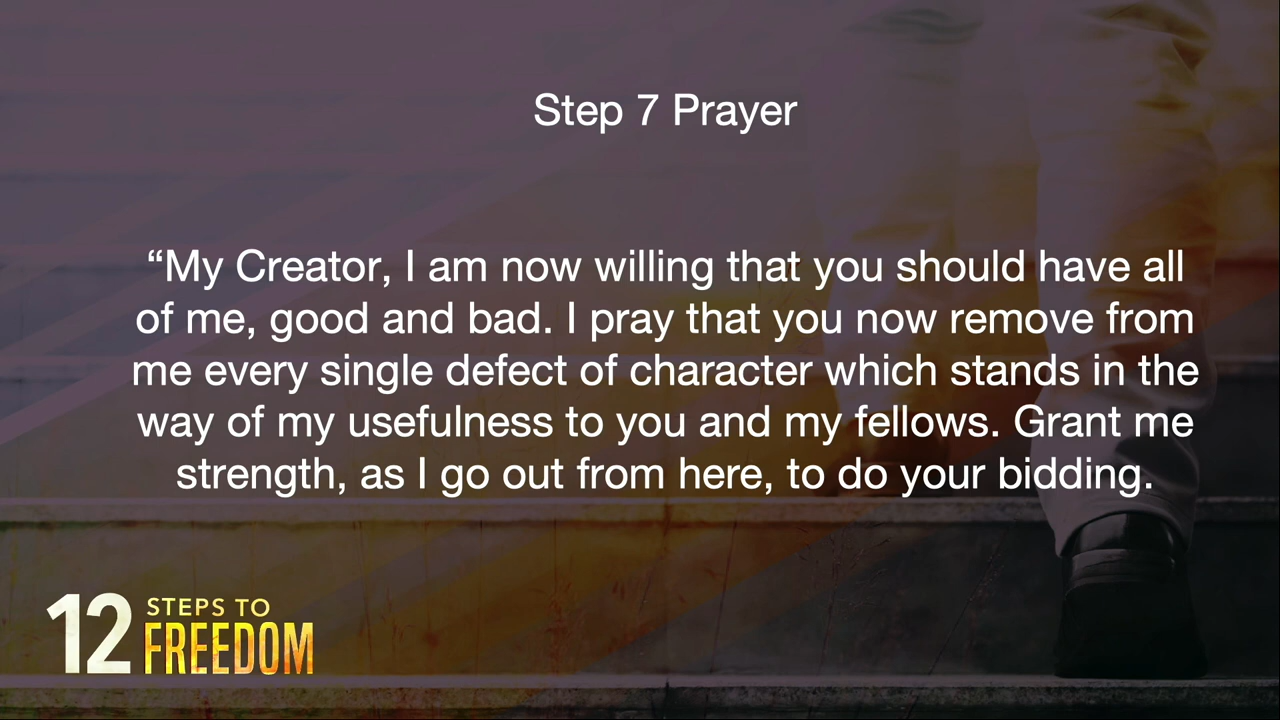 Step 7 Prayer
“My Creator, I am now willing that you should have all
of me, good and bad. I pray that you now remove from
me every single defect of character which stands in the
way of my usefulness to you and my fellows. Grant me
strength, as I go out from here, to do your bidding.
12 STEPS TO
FREEDOM